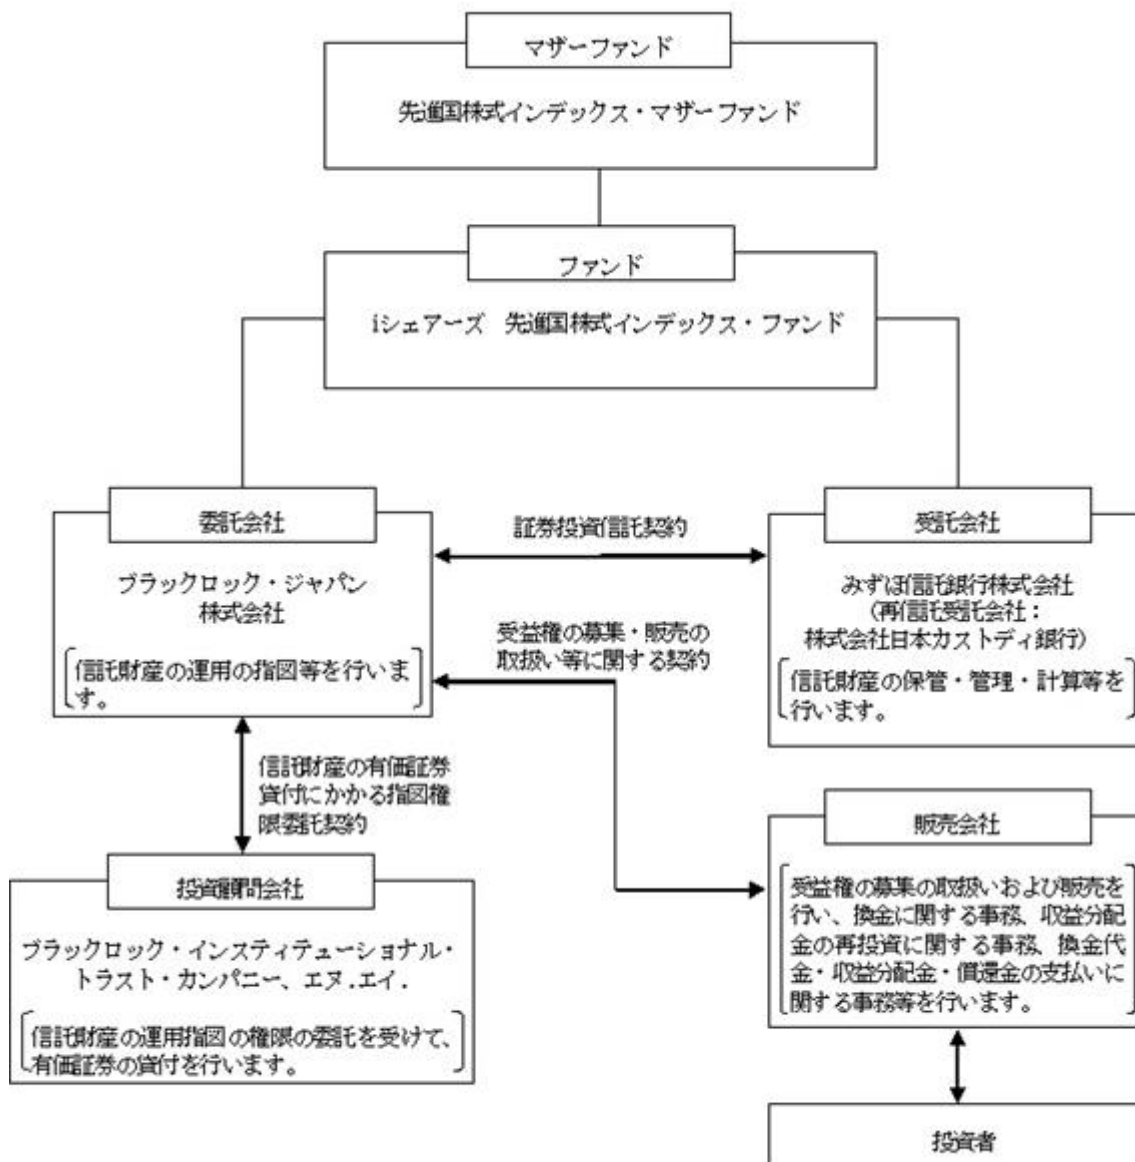 マザーファンド
先進国株式インデックス・マザーファンド
ファンド
iシェアーズ　先進国株式インデックス・ファンド
委託会社
ブラックロック・ジャパン
株式会社
信託財産の運用の指図等を行いま
す。
証券投資信託契約
受益権の募集・販売の
取扱い等に関する契約
受託会社
みずほ信託銀行株式会社
（再信託受託会社：
株式会社日本カストディ銀行）
信託財産の保管・管理・計算等を
行います。
信託財産の有価証券
貸付にかかる指図権
限委託契約
投資顧問会社
ブラックロック・インスティテューショナル・
トラスト・カンパニー、エヌ.エイ.
信託財産の運用指図の権限の委託を受けて、
有価証券の貸付を行います。
販売会社
受益権の募集の取扱いおよび販売を
行い、換金に関する事務、収益分配
金の再投資に関する事務、換金代
金・収益分配金・償還金の支払いに
関する事務等を行います。
投資者